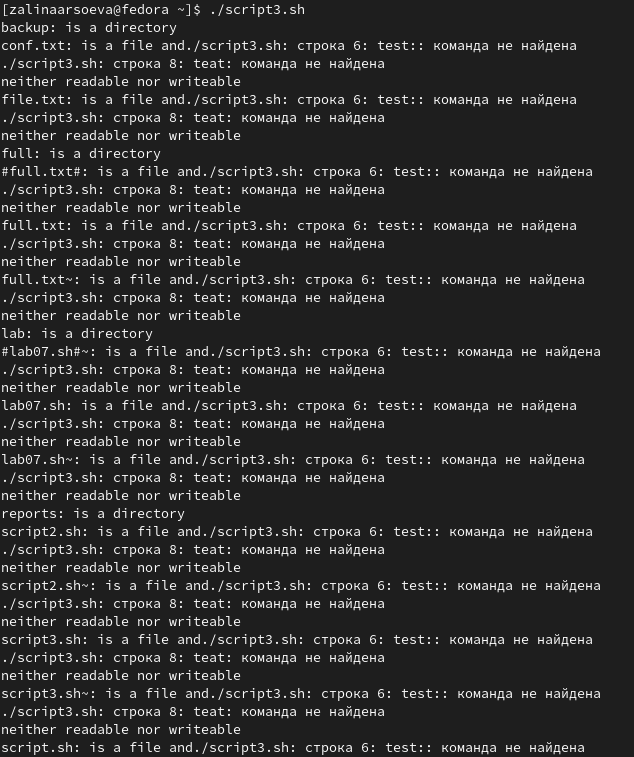 [zalinaarsoeva@fedora ~]$ ./script3.sh
backup: is a directory
conf.txt: is a file and./script3.sh: строка 6: test:: команда не найдена
./script3.sh: строка 8: teat: команда не найдена
neither readable nor writeable
file.txt: is a file and./script3.sh: строка 6: test:: команда не найдена
./script3.sh: строка 8: teat: команда не найдена
neither readable nor writeable
full: is a directory
#full.txt#: is a file and./script3.sh: строка 6: test:: команда не найдена
./script3.sh: строка 8: teat: команда не найдена
neither readable nor writeable
full.txt: is a file and./script3.sh: строка 6: test:: команда не найдена
./script3.sh: строка 8: teat: команда не найдена
neither readable nor writeable
full.txt~: is a file and./script3.sh: строка 6: test:: команда не найдена
./script3.sh: строка 8: teat: команда не найдена
neither readable nor writeable
lab: is a directory
#lab07.sh#~: is a file and./script3.sh: строка 6: test:: команда не найдена
./script3.sh: строка 8: teat: команда не найдена
neither readable nor writeable
lab07.sh: is a file and./script3.sh: строка 6: test:: команда не найдена
./script3.sh: строка 8: teat: команда не найдена
neither readable nor writeable
lab07.sh~: is a file and./script3.sh: строка 6: test:: команда не найдена
./script3.sh: строка 8: teat: команда не найдена
neither readable nor writeable
reports: is a directory
script2.sh: is a file and./script3.sh: строка 6: test:: команда не найдена
./script3.sh: строка 8: teat: команда не найдена
neither readable nor writeable
script2.sh~: is a file and./script3.sh: строка 6: test:: команда не найдена
./script3.sh: строка 8: teat: команда не найдена
neither readable nor writeable
script3.sh: is a file and./script3.sh: строка 6: test:: команда не найдена
./script3.sh: строка 8: teat: команда не найдена
neither readable nor writeable
script3.sh~: is a file and./script3.sh: строка 6: test:: команда не найдена
./script3.sh: строка 8: teat: команда не найдена
neither readable nor writeable
script.sh: is a file and./script3.sh: строка 6: test:: команда не найдена